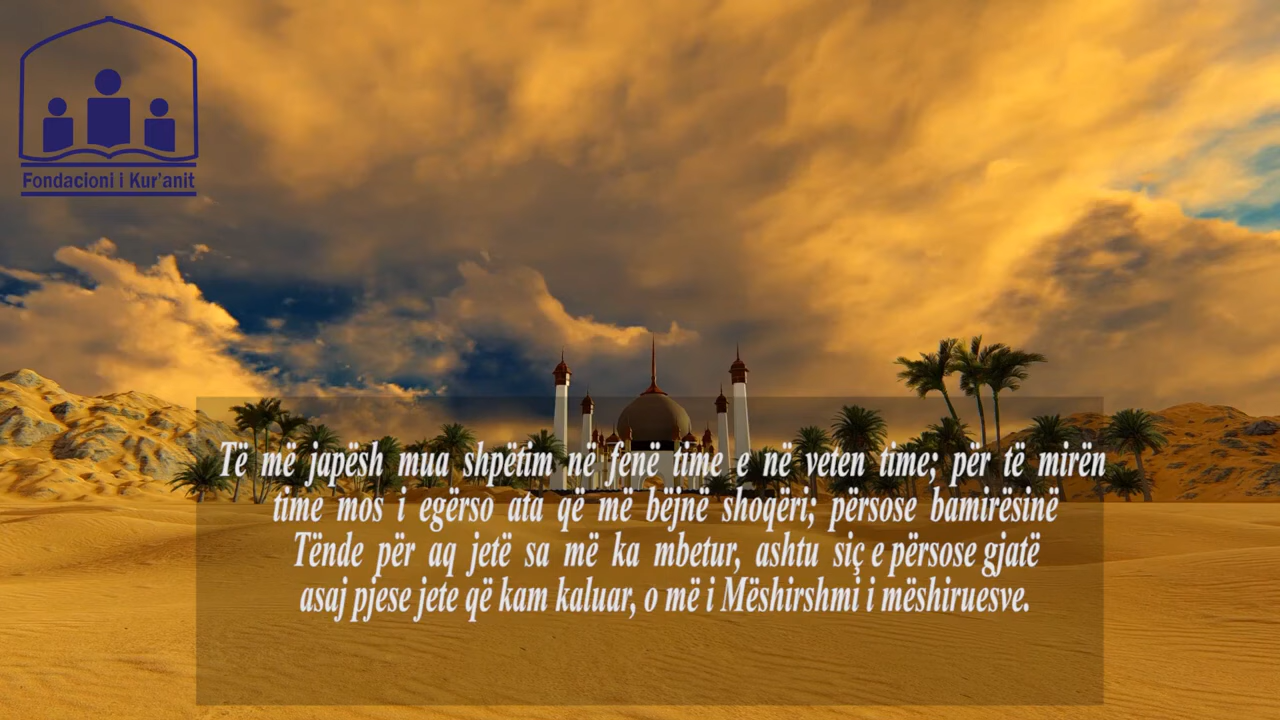 Fondacioni i Kur'anit
Të më japësh mua shpëtim në fenë time e në veten time; për të mirën
time mos i egërso ata që më bëjnë shoqëri; përsose bamirësinë
Tënde për aq jetë sa më ka mbetur, ashtu siç e përsose gjatë
asaj pjese jete që kam kaluar, o më i Mëshirshmi i mëshiruesve.